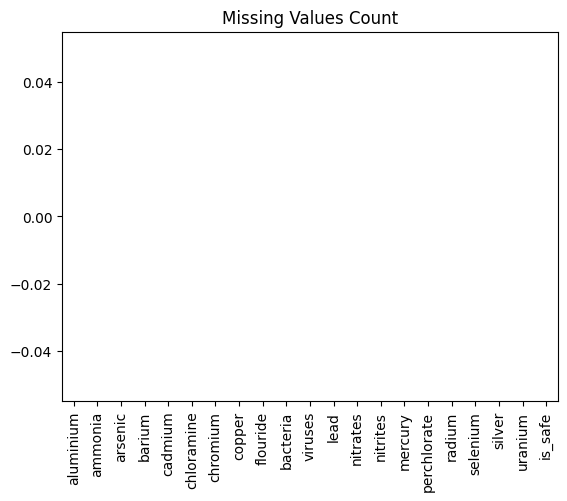 Missing Values Count
0.04
0.02
0.00
−0.02
−0.04
aluminium
ammonia
arsenic
barium
cadmium
chloramine
chromium
copper
flouride
bacteria
viruses
lead
nitrates
nitrites
mercury
perchlorate
radium
selenium
silver
uranium
is_safe